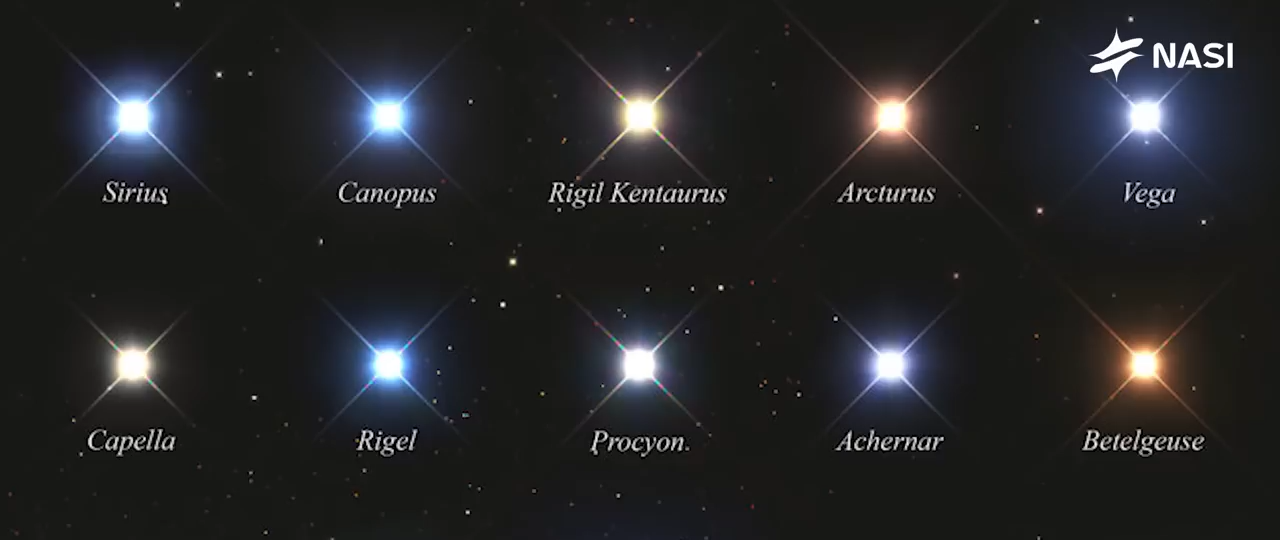 NASI
Sirius
Canopus
Rigil Kentaurus
Arcturus
Vega
Capella
Rigel
Procyon
Achernar
Betelgeuse